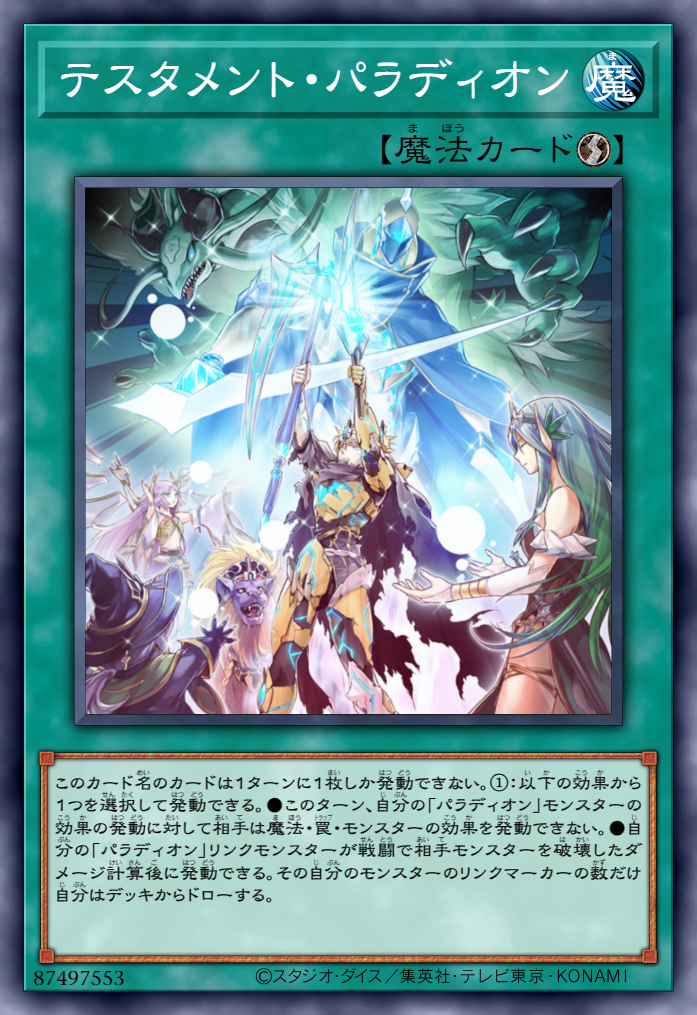 テスタメント・パラディオン 魔
【魔法カード】
このカード名のカードは1ターンに1枚しか発動できない。①：以下の効果から
1つを選択して発動できる。●このターン、自分の「パラディオン」モンスターの
効果の発動に対して相手は魔法・罠・モンスターの効果を発動できない。●自
分の「パラディオン」リンクモンスターが戦闘で相手モンスターを破壊したダ
メージ計算後に発動できる。その自分のモンスターのリンクマーカーの数だけ
自分はデッキからドローする。
87497553 ©スタジオ・ダイス／集英社・テレビ東京・KONAMI